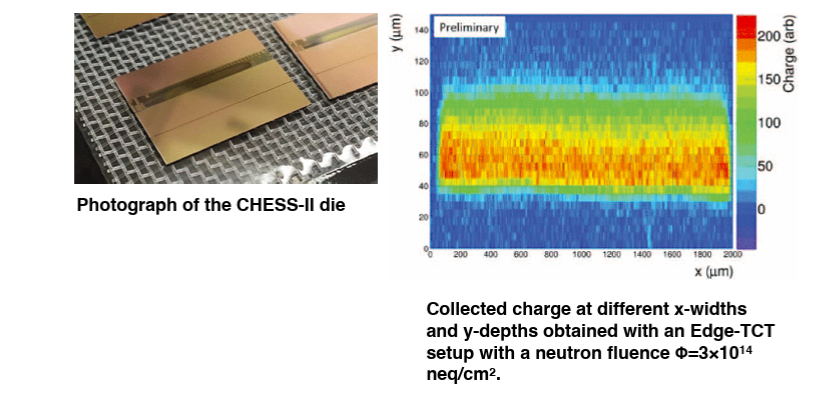 Photograph of the CHESS-II die
Preliminary
y (μm)
140
120
100
80
60
40
20
0
0 200 400 600 800 1000 1200 1400 1600 1800 2000
x (μm)
200
150
100
50
0
Charge (arb)
Collected charge at different x-widths
and y-depths obtained with an Edge-TCT
setup with a neutron fluence Φ=3×10¹⁴
neq/cm².